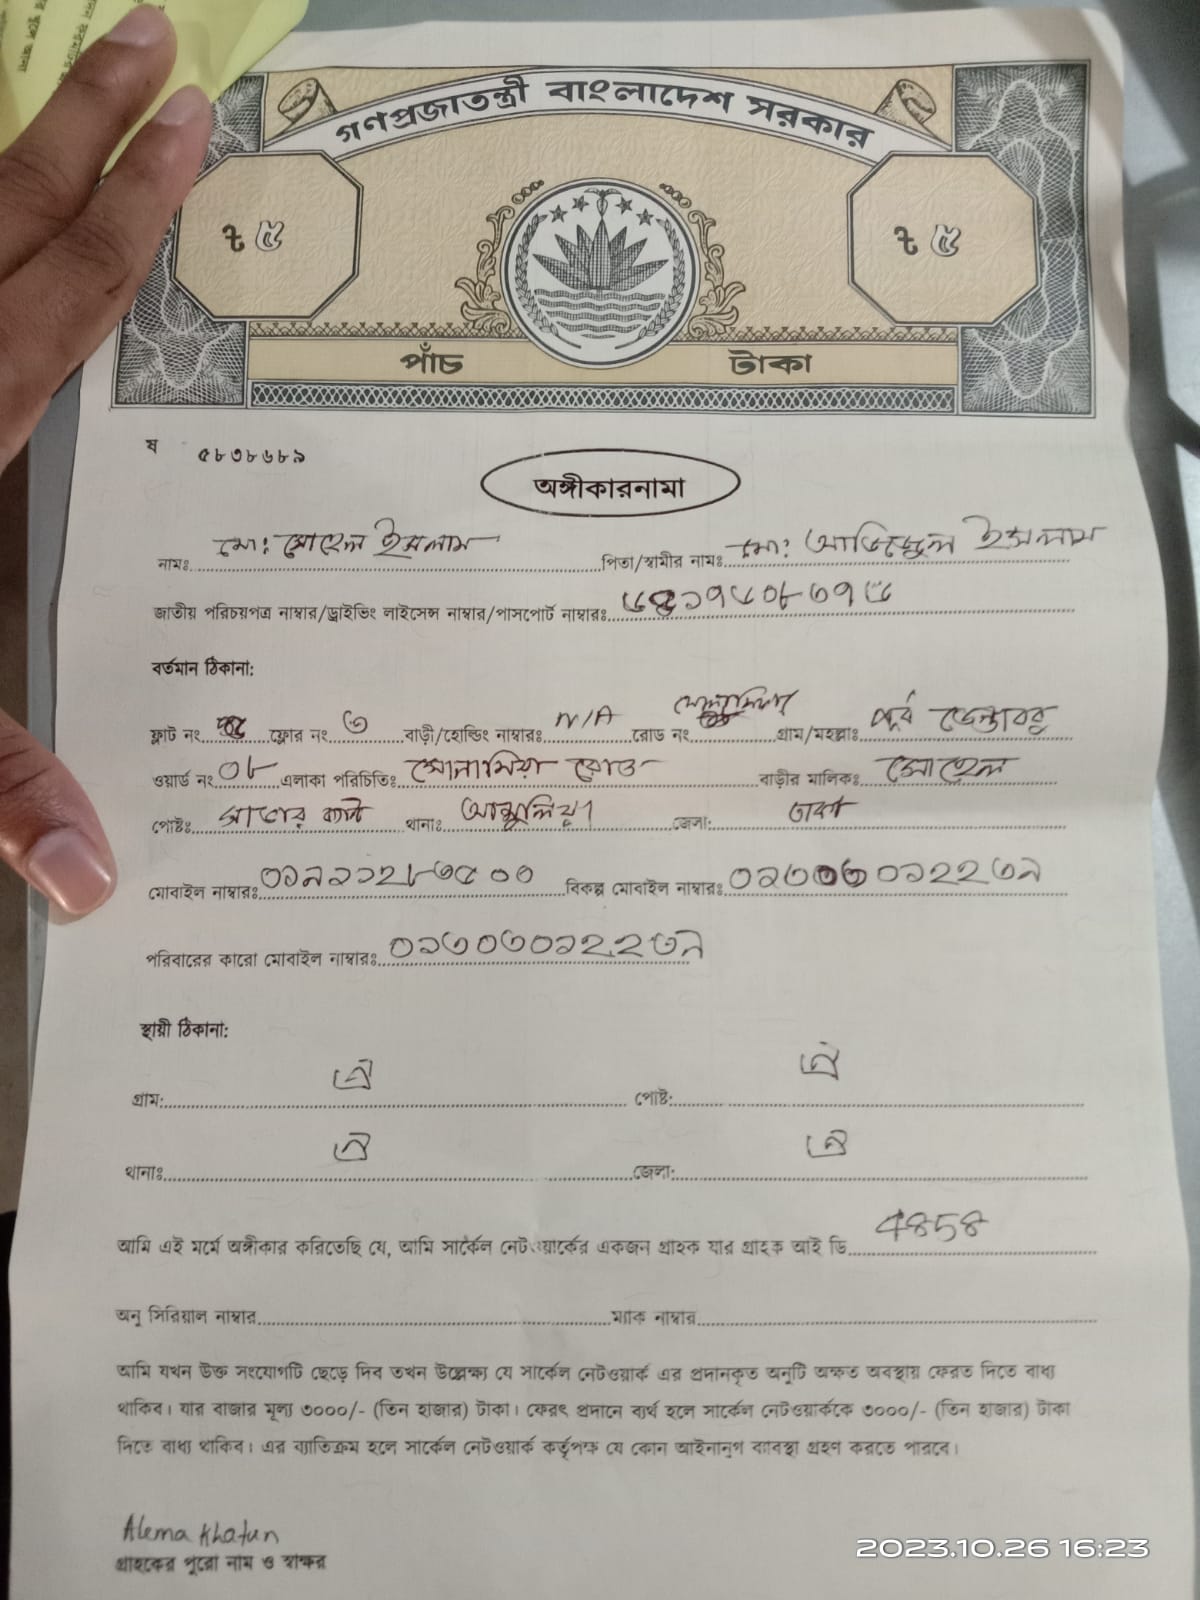 গণপ্রজাতন্ত্রী বাংলাদেশ সরকার
৳ ৫ ৳ ৫
পাঁচ টাকা
ষ ৫৮৩৮৬৮৯
অঙ্গীকারনামা
নামঃ মো: সোহেল ইসলাম পিতা/স্বামীর নামঃ মো: ইসলাম
জাতীয় পরিচয়পত্র নাম্বার/ড্রাইভিং লাইসেন্স নাম্বার/পাসপোর্ট নাম্বারঃ
বর্তমান ঠিকানা:
ফ্লাট নং ফ্লোর নং ৩ বাড়ী/হোল্ডিং নাম্বারঃ N/A রোড নং গ্রাম/মহল্লাঃ পূর্ব
ওয়ার্ড নং ০৮ এলাকা পরিচিতিঃ সোনামিয়া রোড বাড়ীর মালিকঃ সোহেল
পোষ্টঃ সাভার ক্যান্ট থানাঃ আশুলিয়া জেলা: ঢাকা
মোবাইল নাম্বারঃ বিকল্প মোবাইল নাম্বারঃ
পরিবারের কারো মোবাইল নাম্বারঃ ০১৩০৩০১২২৩৯
স্থায়ী ঠিকানা:
গ্রাম: ঐ পোষ্ট: ঐ
থানাঃ ঐ জেলা: ঐ
আমি এই মর্মে অঙ্গীকার করিতেছি যে, আমি সার্কেল নেটওয়ার্কের একজন গ্রাহক যার গ্রাহক আই ডি 4858
অনু সিরিয়াল নাম্বার ম্যাক নাম্বার
আমি যখন উক্ত সংযোগটি ছেড়ে দিব তখন উল্লেক্ষ্য যে সার্কেল নেটওয়ার্ক এর প্রদানকৃত অনুটি অক্ষত অবস্থায় ফেরত দিতে বাধ্য
থাকিব। যার বাজার মূল্য ৩০০০/- (তিন হাজার) টাকা। ফেরৎ প্রদানে ব্যর্থ হলে সার্কেল নেটওয়ার্ককে ৩০০০/- (তিন হাজার) টাকা
দিতে বাধ্য থাকিব। এর ব্যাতিক্রম হলে সার্কেল নেটওয়ার্ক কর্তৃপক্ষ যে কোন আইনানুগ ব্যাবস্থা গ্রহণ করতে পারবে।
Alema Khatun
গ্রাহকের পুরো নাম ও স্বাক্ষর
2023.10.26 16:23